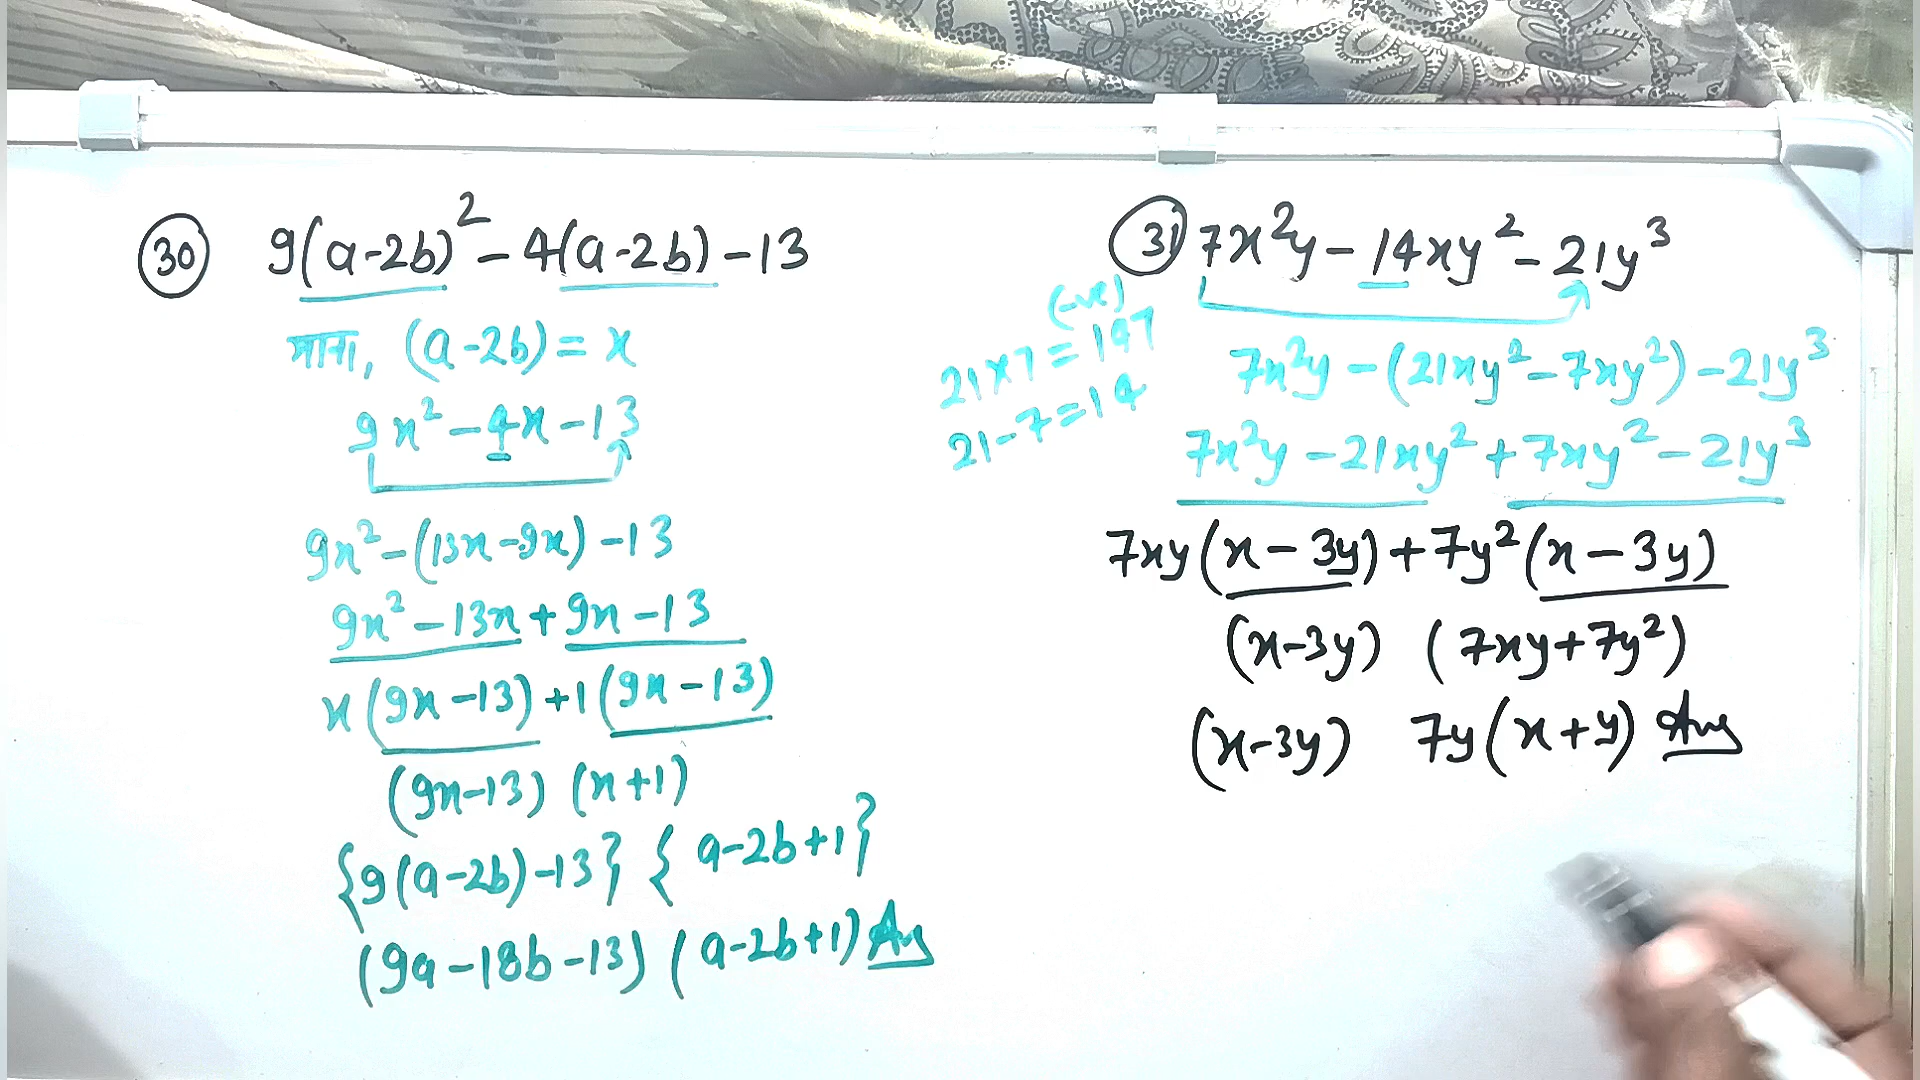 (30) 9(a-2b)² - 4(a-2b) - 13
माना, (a-2b) = x
9x² - 4x - 13
9x² - (13x - 9x) - 13
9x² - 13x + 9x - 13
x(9x - 13) + 1(9x - 13)
(9x - 13) (x + 1)
{9(a-2b) - 13} {a-2b+1}
(9a - 18b - 13) (a-2b+1) Ans
(31) 7x²y - 14xy² - 21y³
(-ve)
21×7 = 147
21-7 = 14
7x²y - (21xy² - 7xy²) - 21y³
7x²y - 21xy² + 7xy² - 21y³
7xy(x - 3y) + 7y²(x - 3y)
(x-3y) (7xy + 7y²)
(x-3y) 7y(x+y) Ans